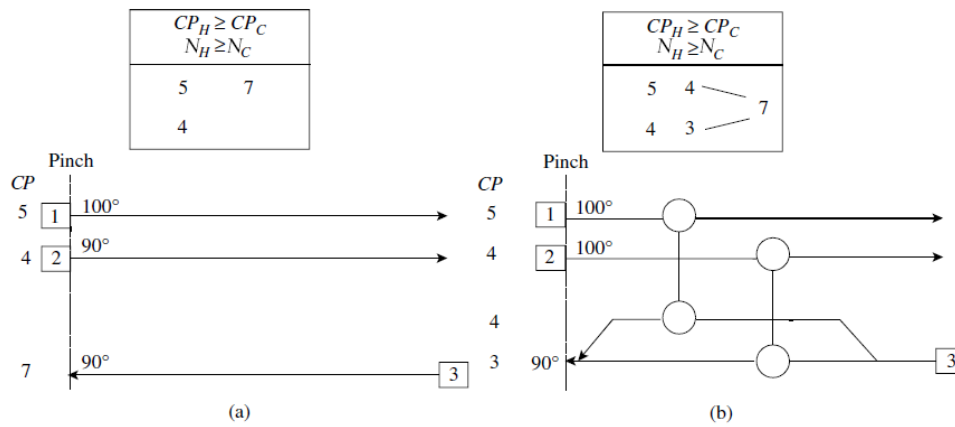 CP_H ≥ CP_C
N_H ≥ N_C
5 7
4
Pinch
CP
5 1 100°
4 2 90°
7 90° 3
(a)
CP_H ≥ CP_C
N_H ≥ N_C
5 4
7
4 3
Pinch
CP
5 1 100°
4 2 100°
4
3 90° 3
(b)